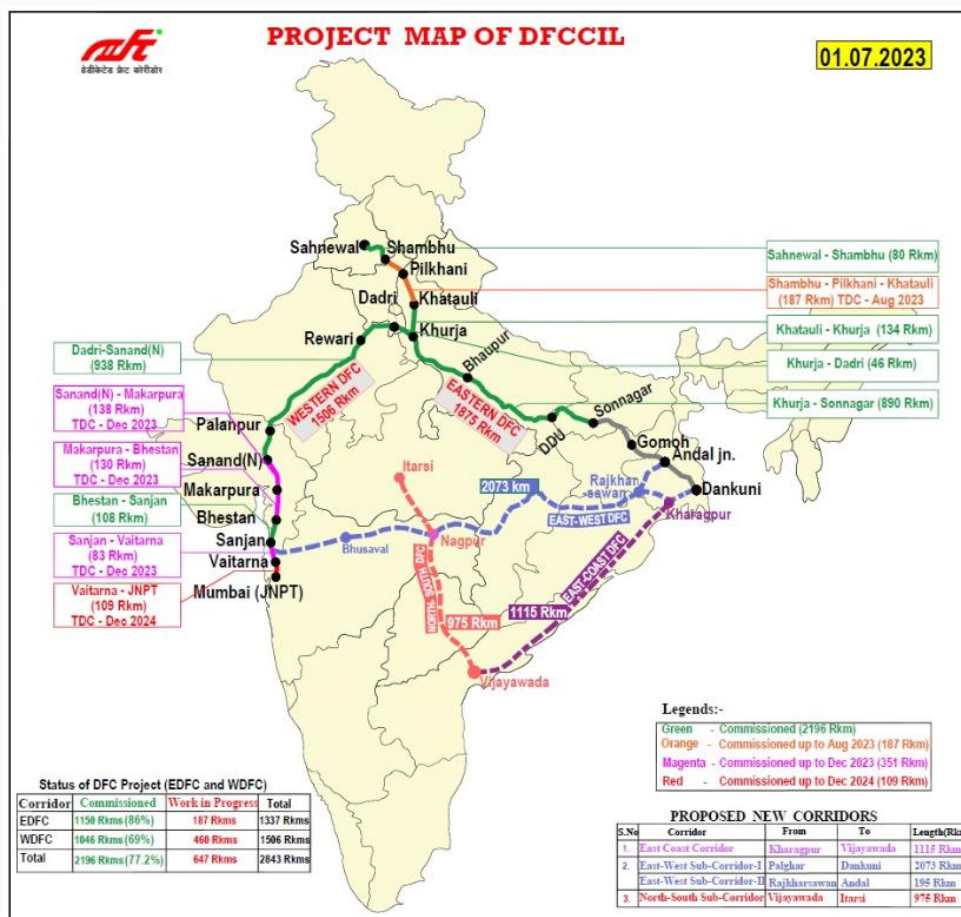 डेडीकेटेड फ्रेट कोरीडोर
PROJECT MAP OF DFCCIL
01.07.2023
Sahnewal
Shambhu
Pilkhani
Dadri
Khatauli
Rewari
Khurja
Bhaupur
Sonnagar
DDU
Gomoh
Andal jn.
Dankuni
Palanpur
Sanand(N)
Makarpura
Bhestan
Sanjan
Vaitarna
Mumbai (JNPT)
WESTERN DFC
1506 Rkm
EASTERN DFC
1875 Rkm
Itarsi
Rajkhar
sawan
2073 km
EAST-WEST DFC
Kharagpur
Bhusaval
Nagpur
NORTH- SOUTH DFC
975 Rkm
1115 Rkm
EAST-COAST DFC
Vijayawada
Sahnewal - Shambhu (80 Rkm)
Shambhu - Pilkhani - Khatauli
(187 Rkm) TDC - Aug 2023
Khatauli - Khurja (134 Rkm)
Khurja - Dadri (46 Rkm)
Khurja - Sonnagar (890 Rkm)
Dadri-Sanand(N)
(938 Rkm)
Sanand(N) - Makarpura
(138 Rkm)
TDC - Dec 2023
Makarpura - Bhestan
(130 Rkm)
TDC - Dec 2023
Bhestan - Sanjan
(108 Rkm)
Sanjan - Vaitarna
(83 Rkm)
TDC - Dec 2023
Vaitarna - JNPT
(109 Rkm)
TDC - Dec 2024
Legends:-
Green - Commissioned (2196 Rkm)
Orange - Commissioned up to Aug 2023 (187 Rkm)
Magenta - Commissioned up to Dec 2023 (351 Rkm)
Red - Commissioned up to Dec 2024 (109 Rkm)
Status of DFC Project (EDFC and WDFC)
Corridor Commissioned Work in Progress Total
EDFC 1150 Rkms (86%) 187 Rkms 1337 Rkms
WDFC 1046 Rkms (69%) 460 Rkms 1506 Rkms
Total 2196 Rkms (77.2%) 647 Rkms 2843 Rkms
PROPOSED NEW CORRIDORS
S.No Corridor From To Length(Rkm
1. East Coast Corridor Kharagpur Vijayawada 1115 Rkm
2. East-West Sub-Corridor-I Palghar Dankuni 2073 Rkm
East-West Sub-Corridor-II Rajkharsawan Andal 195 Rkm
3. North-South Sub-Corridor Vijayawada Itarsi 975 Rkm